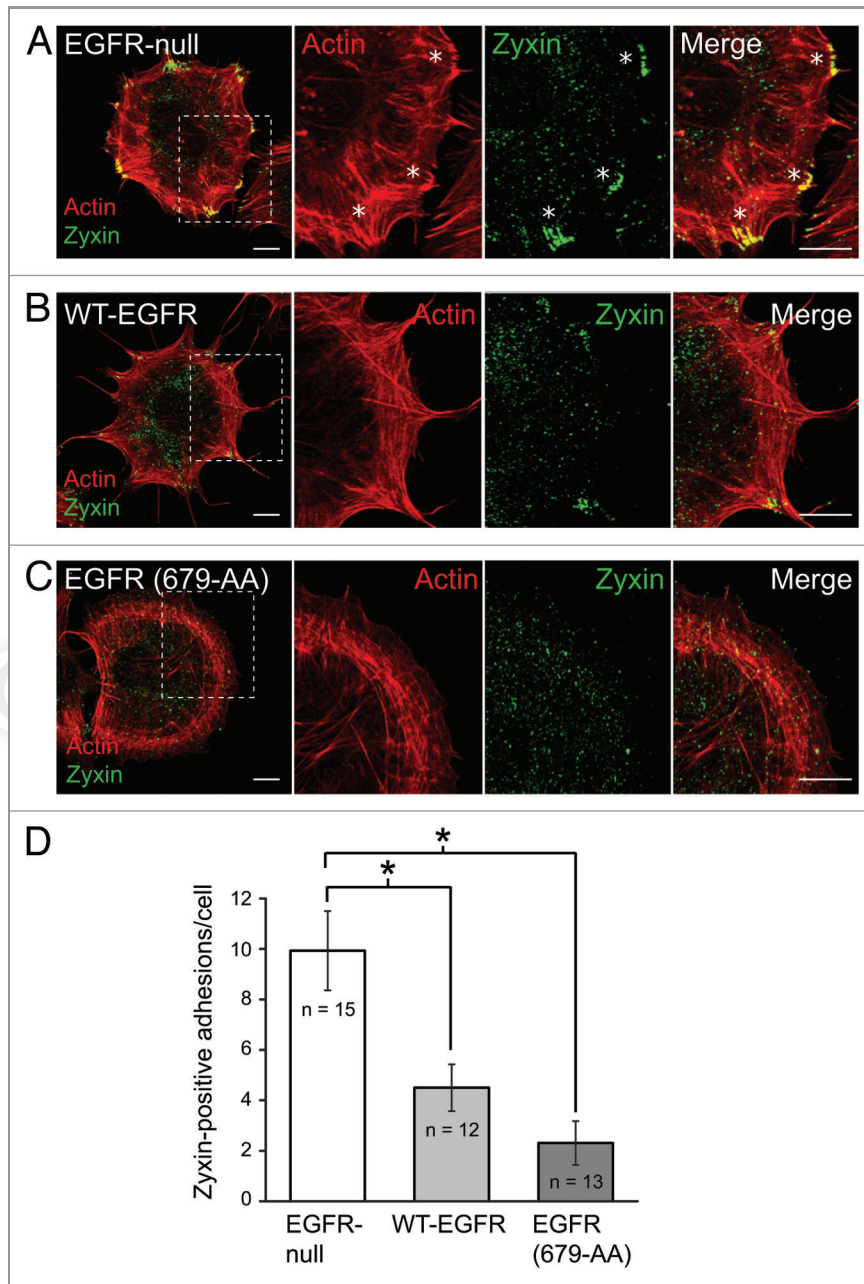 A
EGFR-null
Actin
Zyxin
Actin
*
*
*
Zyxin
*
*
*
Merge
*
*
*
B
WT-EGFR
Actin
Zyxin
Actin
Zyxin
Merge
C
EGFR (679-AA)
Actin
Zyxin
Actin
Zyxin
Merge
D
*
*
Zyxin-positive adhesions/cell
12
10
8
6
4
2
0
n = 15
n = 12
n = 13
EGFR-
null
WT-EGFR
EGFR
(679-AA)